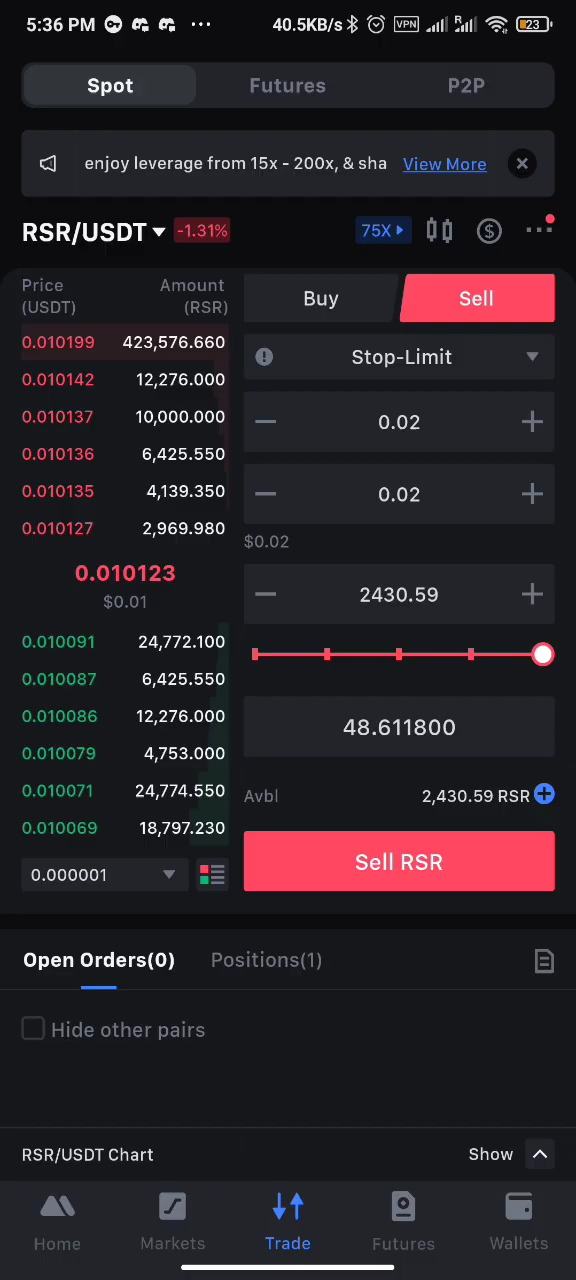 5:36 PM 40.5KB/s VPN R 23
Spot Futures P2P
enjoy leverage from 15x - 200x, & sha View More
RSR/USDT -1.31% 75X
Price Amount
(USDT) (RSR)
0.010199 423,576.660
0.010142 12,276.000
0.010137 10,000.000
0.010136 6,425.550
0.010135 4,139.350
0.010127 2,969.980
0.010123
$0.01
0.010091 24,772.100
0.010087 6,425.550
0.010086 12,276.000
0.010079 4,753.000
0.010071 24,774.550
0.010069 18,797.230
0.000001
Buy Sell
Stop-Limit
0.02
0.02
$0.02
2430.59
48.611800
Avbl 2,430.59 RSR
Sell RSR
Open Orders(0) Positions(1)
Hide other pairs
RSR/USDT Chart Show
Home Markets Trade Futures Wallets